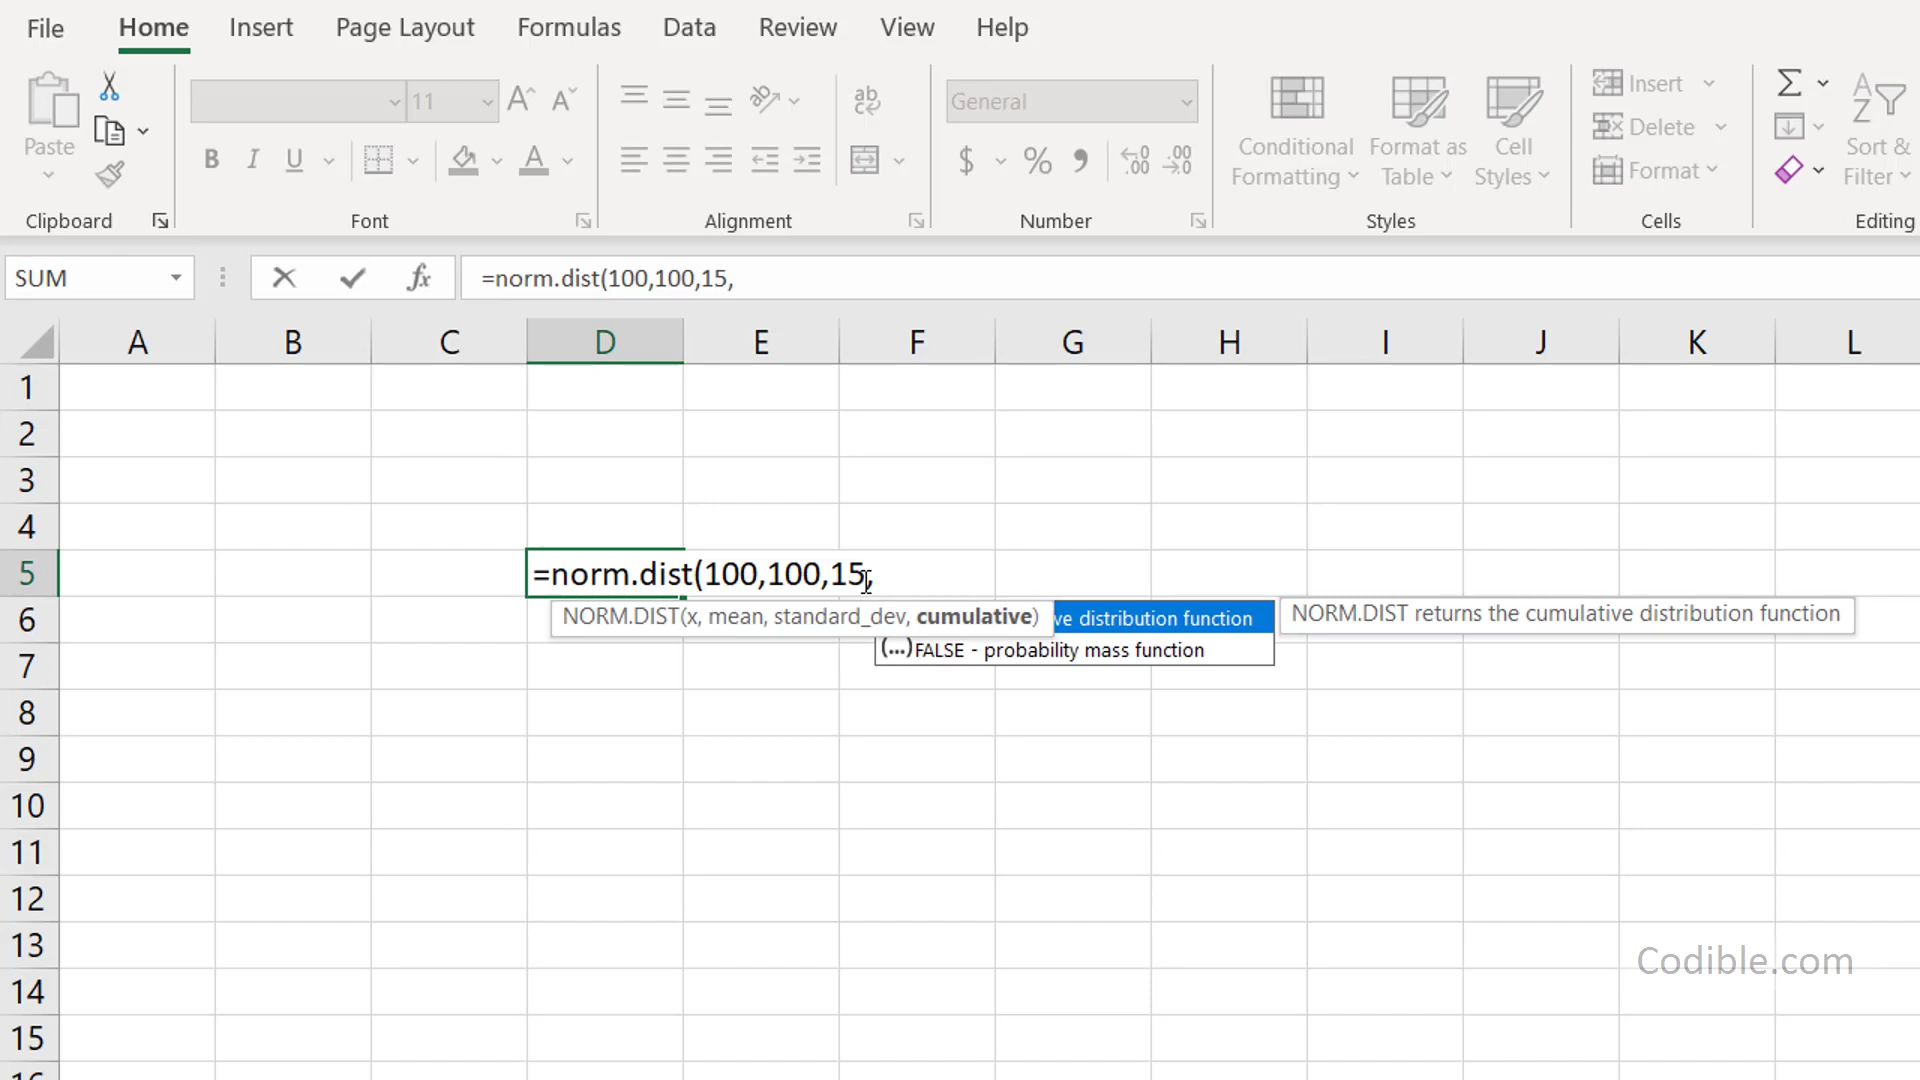 File Home Insert Page Layout Formulas Data Review View Help
11 General
Paste
B I U $ % Conditional Formatting Format as Table Cell Styles
Insert
Delete
Format
Sort & Filter
Clipboard Font Alignment Number Styles Cells Editing
SUM fx =norm.dist(100,100,15,
A B C D E F G H I J K L
1
2
3
4
5 =norm.dist(100,100,15,
6 NORM.DIST(x, mean, standard_dev, cumulative) ve distribution function NORM.DIST returns the cumulative distribution function
(...)FALSE - probability mass function
7
8
9
10
11
12
13
Codible.com
14
15
16